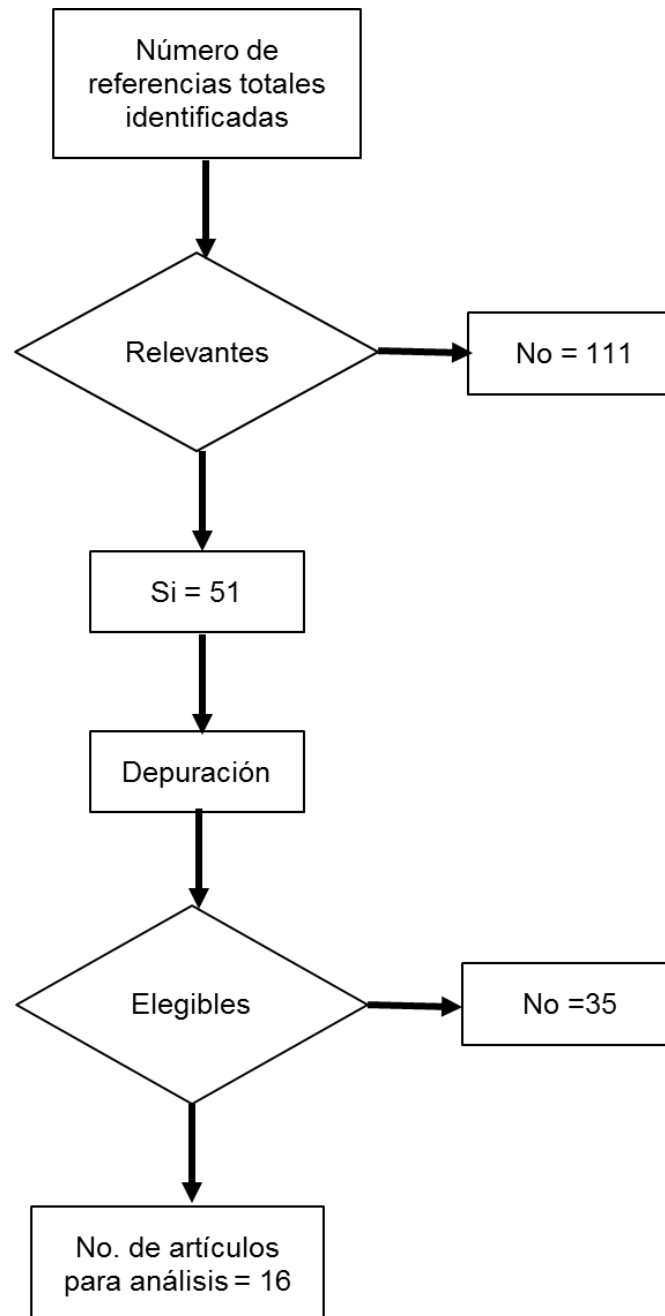 Número de
referencias totales
identificadas
Relevantes
No = 111
Si = 51
Depuración
Elegibles
No =35
No. de artículos
para análisis = 16